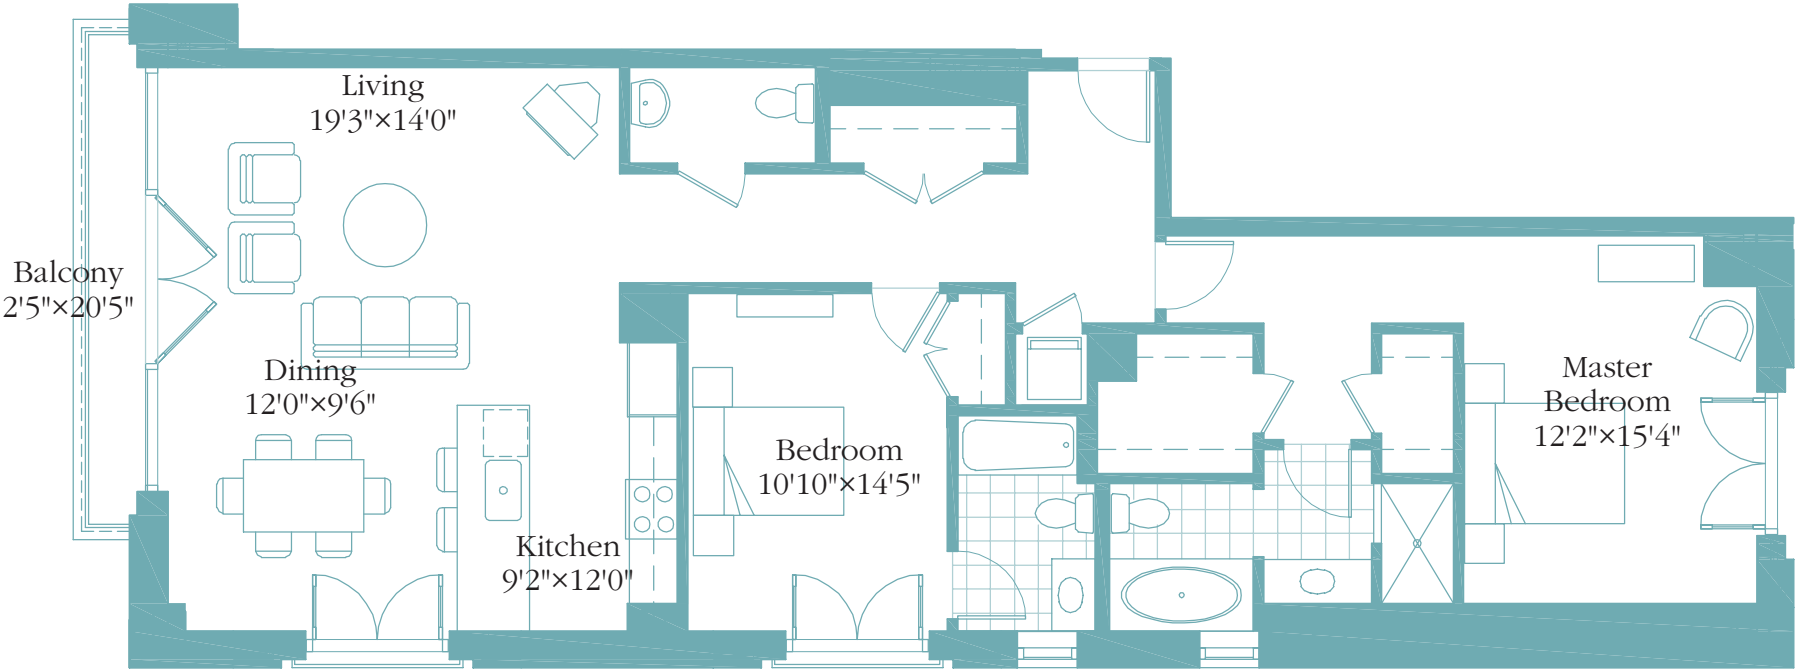 Living
19'3"×14'0"
Balcony
2'5"×20'5"
Dining
12'0"×9'6"
Kitchen
9'2"×12'0"
Bedroom
10'10"×14'5"
Master
Bedroom
12'2"×15'4"